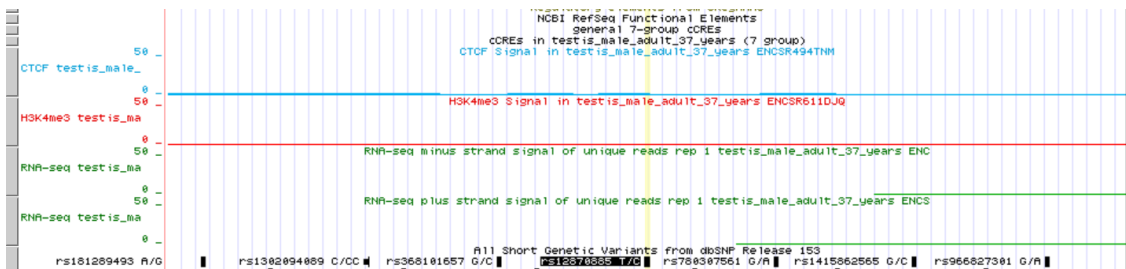 Regulatory elements from ORegAnno
NCBI RefSeq Functional Elements
general 7-group cCREs
cCREs in testis_male_adult_37_years (7 group)
50 _ CTCF Signal in testis_male_adult_37_years ENCSR494TNM
CTCF testis_male_
0 _
50 _ H3K4me3 Signal in testis_male_adult_37_years ENCSR611DJQ
H3K4me3 testis_ma
0 _
50 _ RNA-seq minus strand signal of unique reads rep 1 testis_male_adult_37_years ENC
RNA-seq testis_ma
0 _
50 _ RNA-seq plus strand signal of unique reads rep 1 testis_male_adult_37_years ENCS
RNA-seq testis_ma
0 _
All Short Genetic Variants from dbSNP Release 153
rs181289493 A/G rs1302094089 C/CC rs368101657 G/C rs12870885 T/C rs780307561 G/A rs1415862565 G/C rs966827301 G/A